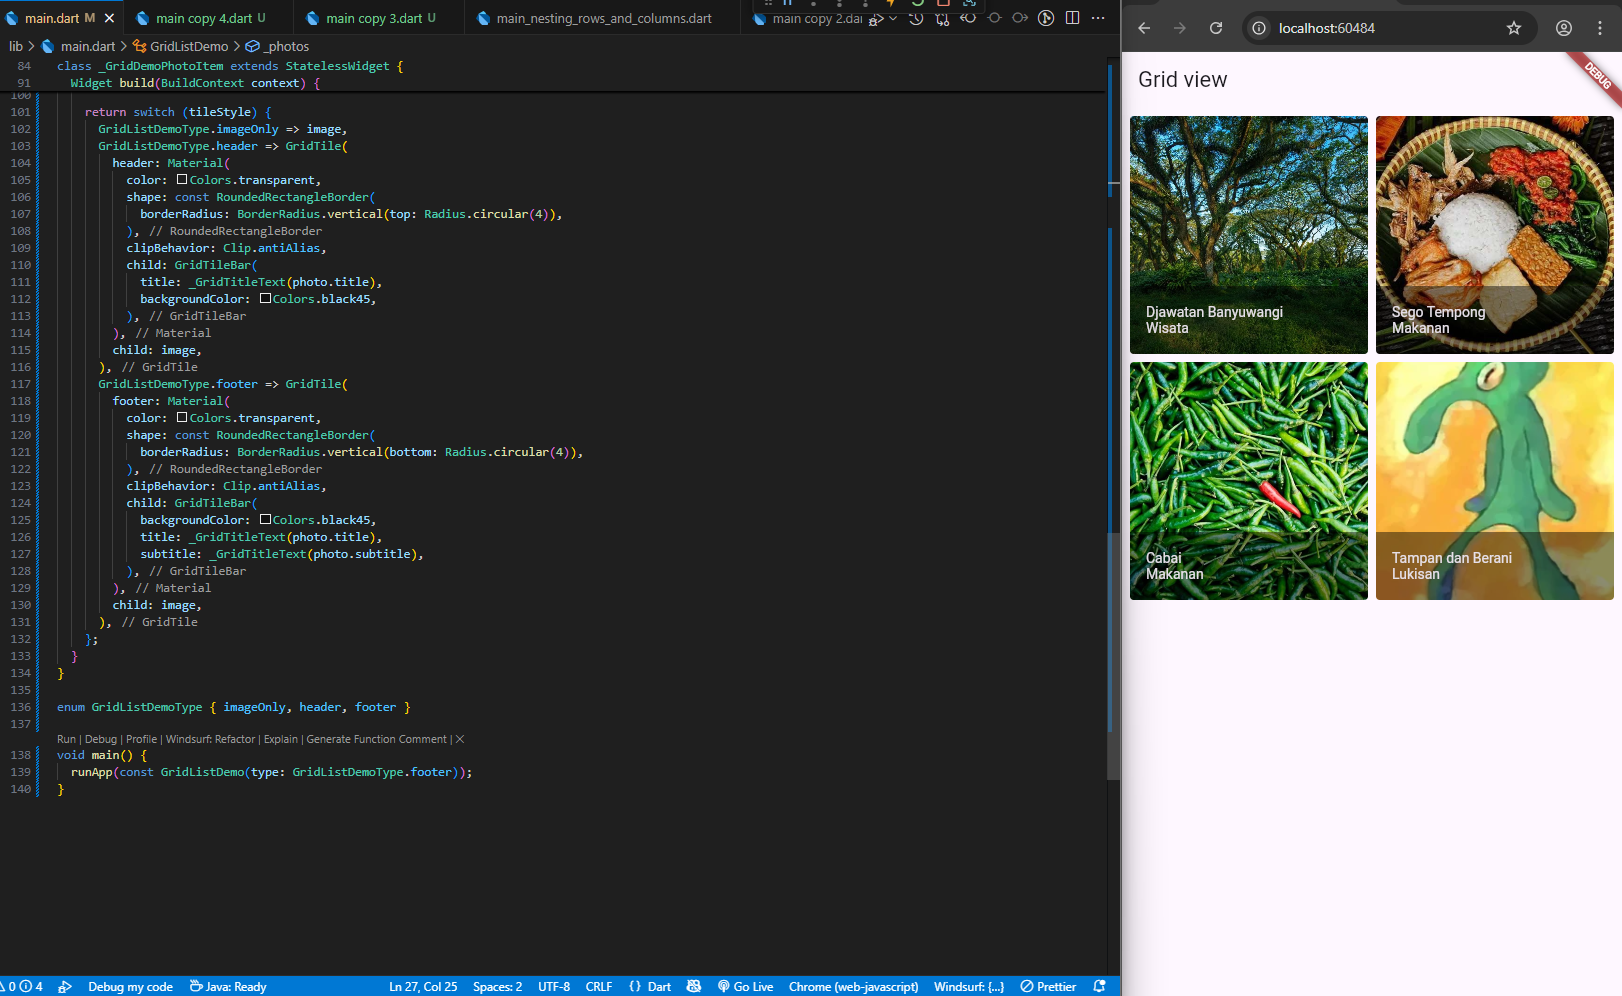 main.dart M
main copy 4.dart U
main copy 3.dart U
main_nesting_rows_and_columns.dart
main copy 2.dar
lib > main.dart > GridListDemo > _photos
84 class _GridDemoPhotoItem extends StatelessWidget {
91 Widget build(BuildContext context) {
100
101 return switch (tileStyle) {
102 GridListDemoType.imageOnly => image,
103 GridListDemoType.header => GridTile(
104 header: Material(
105 color: Colors.transparent,
106 shape: const RoundedRectangleBorder(
107 borderRadius: BorderRadius.vertical(top: Radius.circular(4)),
108 ), // RoundedRectangleBorder
109 clipBehavior: Clip.antiAlias,
110 child: GridTileBar(
111 title: _GridTitleText(photo.title),
112 backgroundColor: Colors.black45,
113 ), // GridTileBar
114 ), // Material
115 child: image,
116 ), // GridTile
117 GridListDemoType.footer => GridTile(
118 footer: Material(
119 color: Colors.transparent,
120 shape: const RoundedRectangleBorder(
121 borderRadius: BorderRadius.vertical(bottom: Radius.circular(4)),
122 ), // RoundedRectangleBorder
123 clipBehavior: Clip.antiAlias,
124 child: GridTileBar(
125 backgroundColor: Colors.black45,
126 title: _GridTitleText(photo.title),
127 subtitle: _GridTitleText(photo.subtitle),
128 ), // GridTileBar
129 ), // Material
130 child: image,
131 ), // GridTile
132 };
133 }
134 }
135
136 enum GridListDemoType { imageOnly, header, footer }
137
Run | Debug | Profile | Windsurf: Refactor | Explain | Generate Function Comment | X
138 void main() {
139 runApp(const GridListDemo(type: GridListDemoType.footer));
140 }
0 4 Debug my code Java: Ready Ln 27, Col 25 Spaces: 2 UTF-8 CRLF {} Dart Go Live Chrome (web-javascript) Windsurf: {...} Prettier
localhost:60484
Grid view
DEBUG
Djawatan Banyuwangi
Wisata
Sego Tempong
Makanan
Cabai
Makanan
Tampan dan Berani
Lukisan